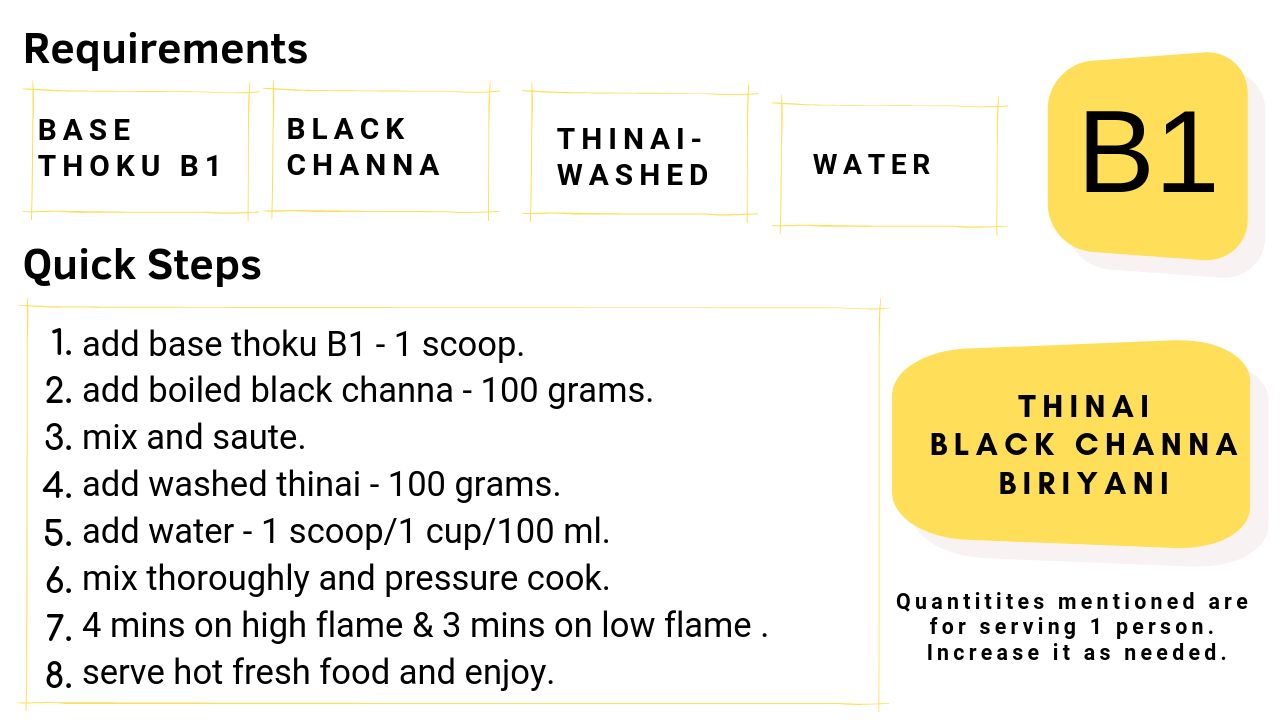 Requirements
BASE
THOKU B1
BLACK
CHANNA
THINAI-
WASHED
WATER
B1
Quick Steps
1. add base thoku B1 - 1 scoop.
2. add boiled black channa - 100 grams.
3. mix and saute.
4. add washed thinai - 100 grams.
5. add water - 1 scoop/1 cup/100 ml.
6. mix thoroughly and pressure cook.
7. 4 mins on high flame & 3 mins on low flame .
8. serve hot fresh food and enjoy.
THINAI
BLACK CHANNA
BIRIYANI
Quantitites mentioned are
for serving 1 person.
Increase it as needed.